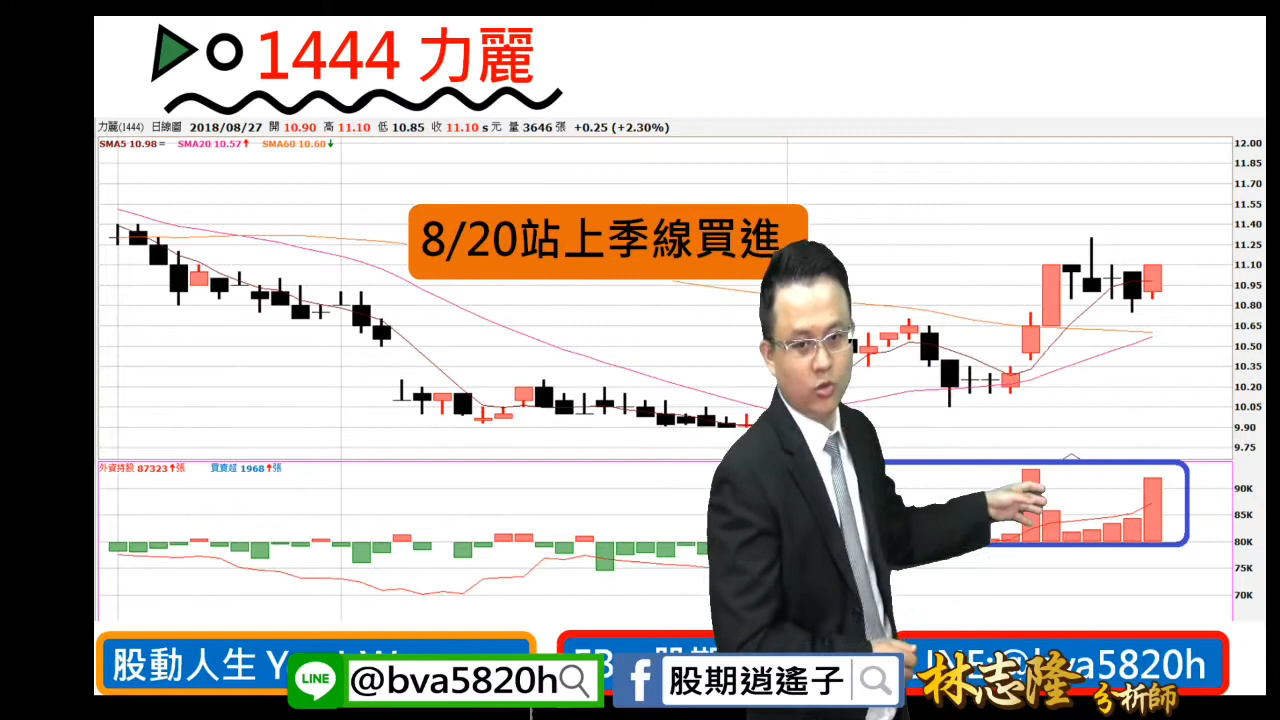 1444 力麗
力麗(1444) 日線圖 2018/08/27 開 10.90 高 11.10 低 10.85 收 11.10 s 元 量 3646 張 +0.25 (+2.30%)
SMA5 10.98 = SMA20 10.57↑ SMA60 10.60↓
12.00
11.85
11.70
11.55
11.40
11.25
11.10
10.95
10.80
10.65
10.50
10.35
10.20
10.05
9.90
9.75
8/20站上季線買進
外資持股 87323↑張 買賣超 1968↑張
90K
85K
80K
75K
70K
股動人生
LINE:@bva5820h
LINE @bva5820h
f 股期逍遙子
林志隆 分析師